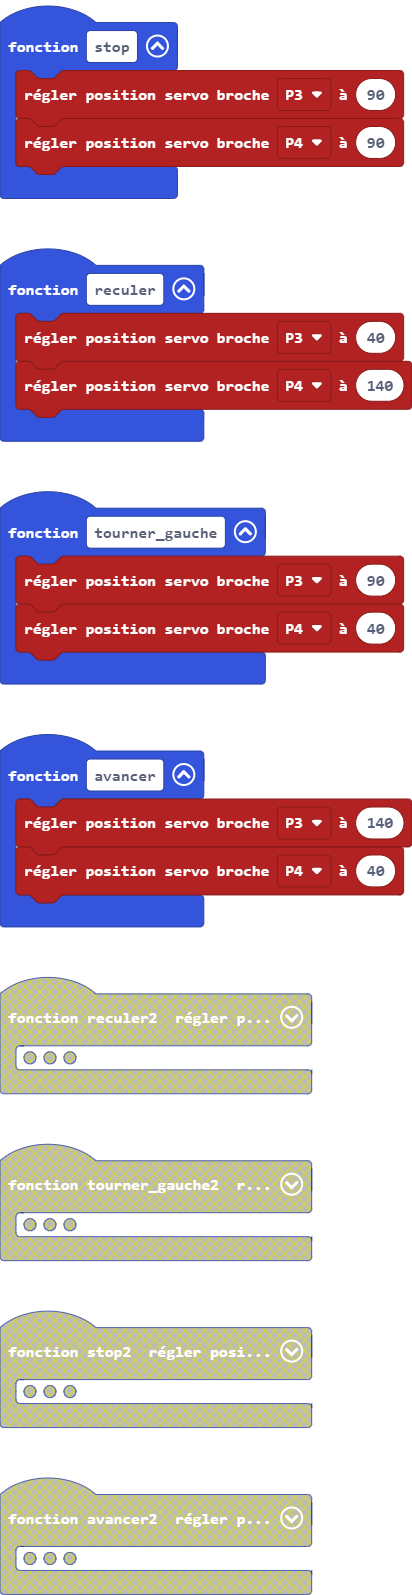 fonction stop
régler position servo broche P3 à 90
régler position servo broche P4 à 90
fonction reculer
régler position servo broche P3 à 40
régler position servo broche P4 à 140
fonction tourner_gauche
régler position servo broche P3 à 90
régler position servo broche P4 à 40
fonction avancer
régler position servo broche P3 à 140
régler position servo broche P4 à 40
fonction reculer2 régler p...
fonction tourner_gauche2 r...
fonction stop2 régler posi...
fonction avancer2 régler p...